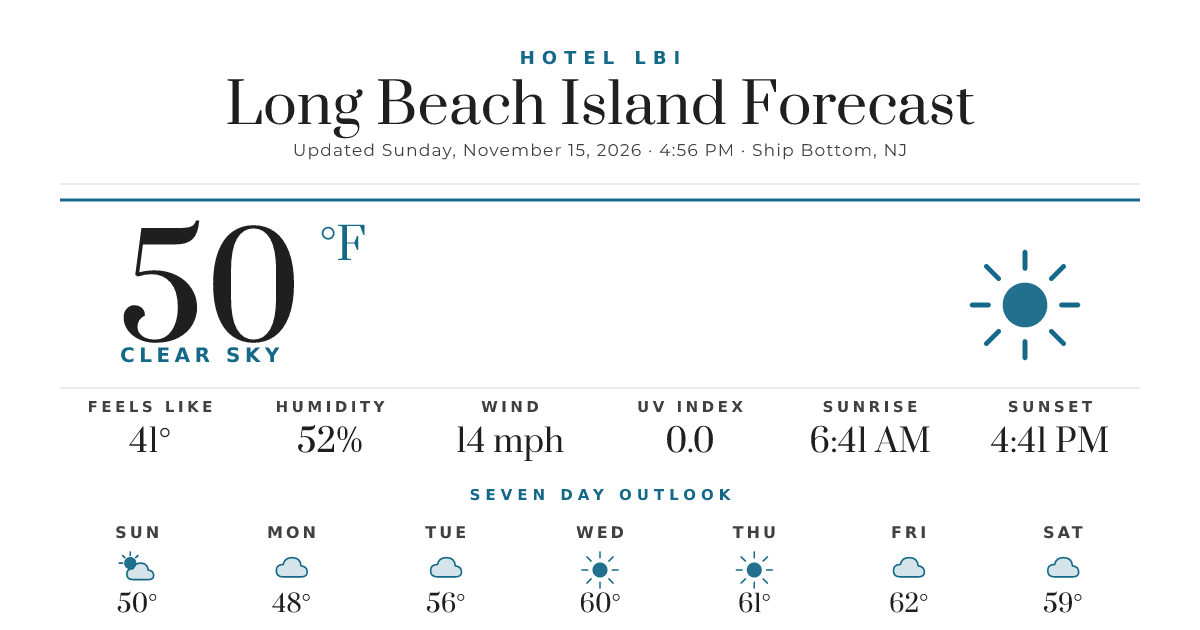 HOTEL LBI
Long Beach Island Forecast
Updated Sunday, November 15, 2026 · 4:56 PM · Ship Bottom, NJ
50 °F
CLEAR SKY
FEELS LIKE HUMIDITY WIND UV INDEX SUNRISE SUNSET
41° 52% 14 mph 0.0 6:41 AM 4:41 PM
SEVEN DAY OUTLOOK
SUN MON TUE WED THU FRI SAT
50° 48° 56° 60° 61° 62° 59°